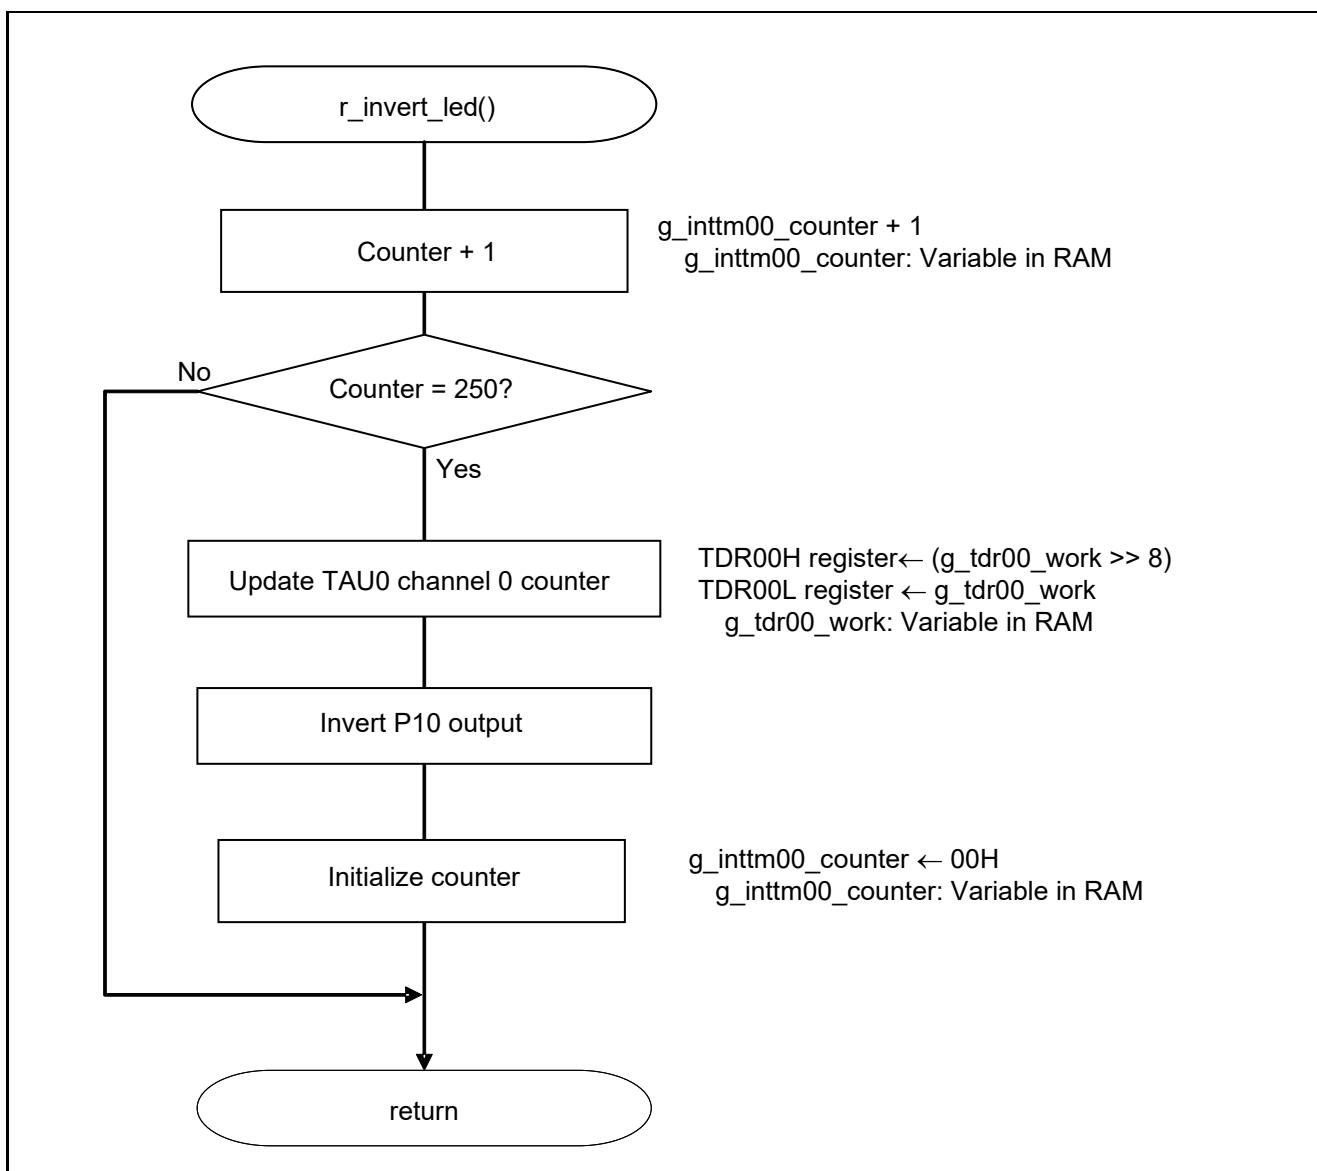 r_invert_led()
Counter + 1
g_inttm00_counter + 1
g_inttm00_counter: Variable in RAM
No
Counter = 250?
Yes
Update TAU0 channel 0 counter
TDR00H register← (g_tdr00_work >> 8)
TDR00L register ← g_tdr00_work
g_tdr00_work: Variable in RAM
Invert P10 output
Initialize counter
g_inttm00_counter ← 00H
g_inttm00_counter: Variable in RAM
return